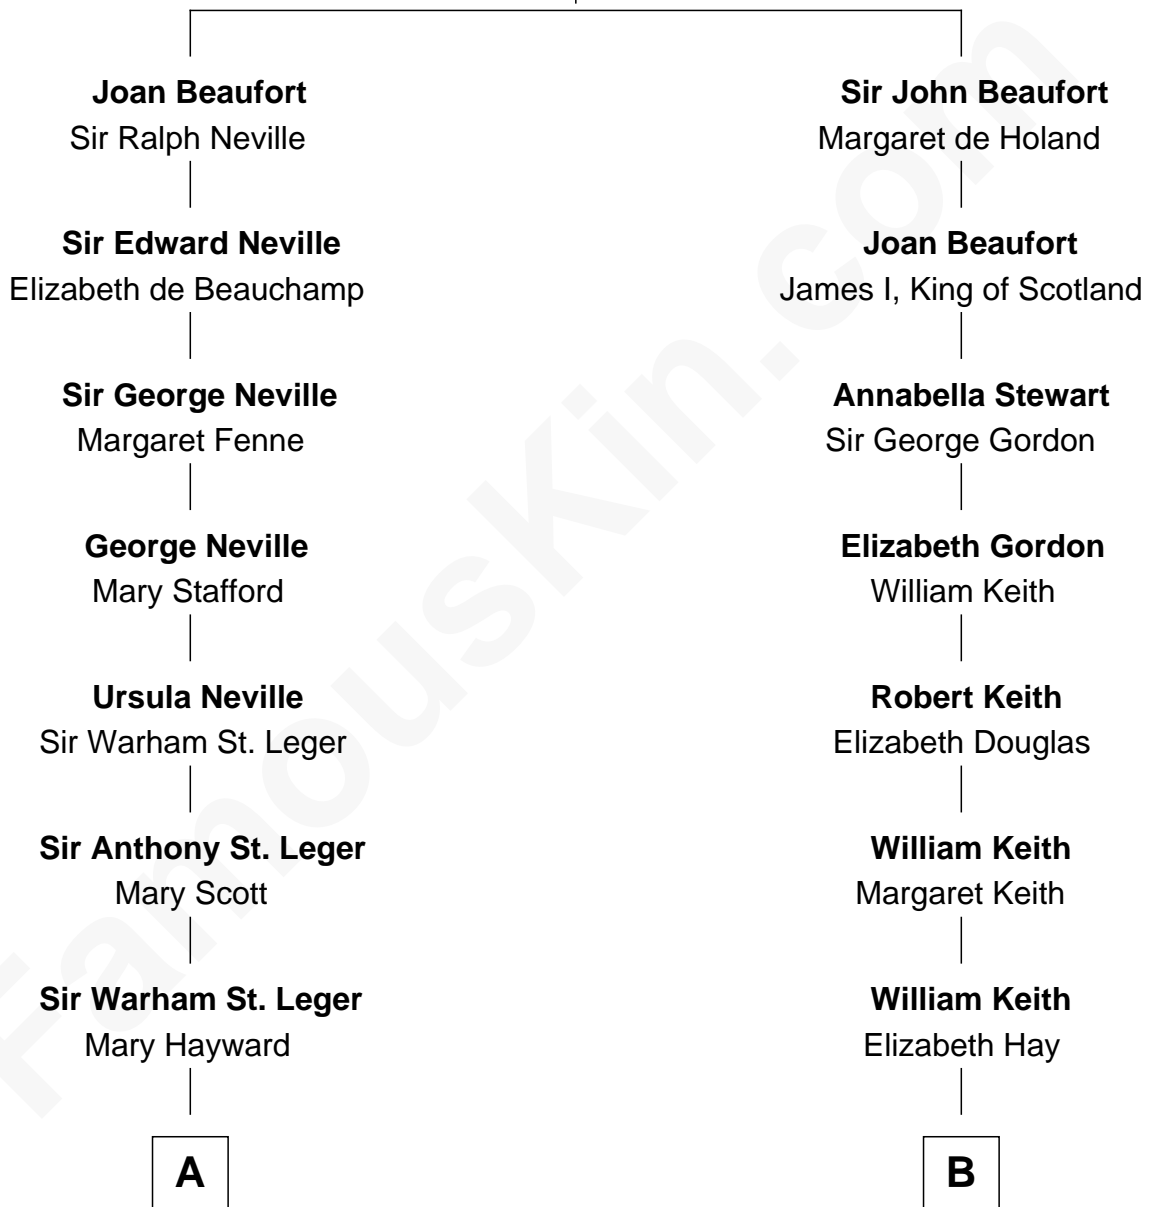 Joan Beaufort
Sir Ralph Neville
Sir Edward Neville
Elizabeth de Beauchamp
Sir George Neville
Margaret Fenne
George Neville
Mary Stafford
Ursula Neville
Sir Warham St. Leger
Sir Anthony St. Leger
Mary Scott
Sir Warham St. Leger
Mary Hayward
A
Sir John Beaufort
Margaret de Holand
Joan Beaufort
James I, King of Scotland
Annabella Stewart
Sir George Gordon
Elizabeth Gordon
William Keith
Robert Keith
Elizabeth Douglas
William Keith
Margaret Keith
William Keith
Elizabeth Hay
B
FamousKin.com